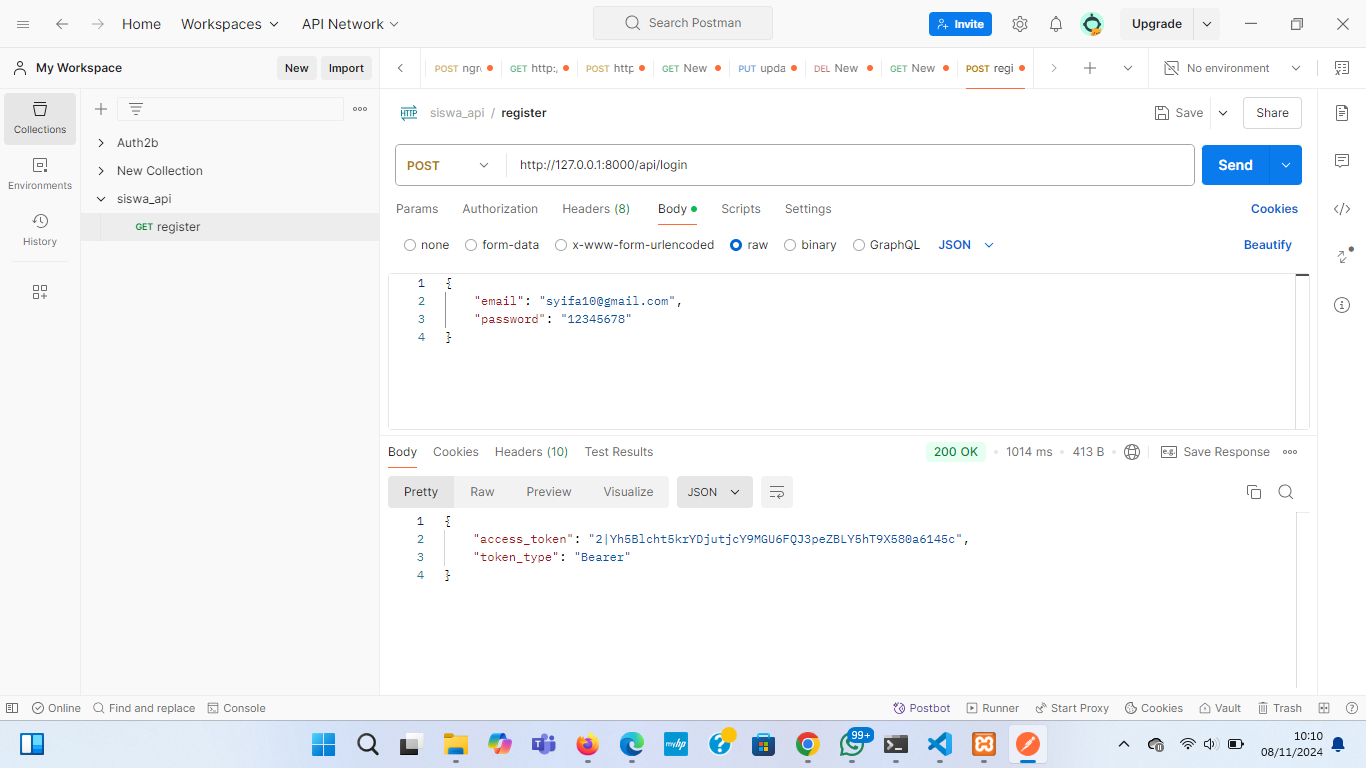 Home
Workspaces
API Network
Search Postman
Invite
Upgrade
My Workspace
New
Import
POST ngr
GET http:/
POST http
GET New
PUT upda
DEL New
GET New
POST regi
No environment
Collections
Environments
History
Auth2b
New Collection
siswa_api
GET register
HTTP siswa_api / register
Save
Share
POST
http://127.0.0.1:8000/api/login
Send
Params
Authorization
Headers (8)
Body
Scripts
Settings
Cookies
none
form-data
x-www-form-urlencoded
raw
binary
GraphQL
JSON
Beautify
1 {
2 "email": "syifa10@gmail.com",
3 "password": "12345678"
4 }
Body
Cookies
Headers (10)
Test Results
200 OK
1014 ms
413 B
e.g. Save Response
Pretty
Raw
Preview
Visualize
JSON
1 {
2 "access_token": "2|Yh5Blcht5krYDjutjcY9MGU6FQJ3peZBLY5hT9X580a6145c",
3 "token_type": "Bearer"
4 }
Online
Find and replace
Console
Postbot
Runner
Start Proxy
Cookies
Vault
Trash
myhp
99+
10:10
08/11/2024